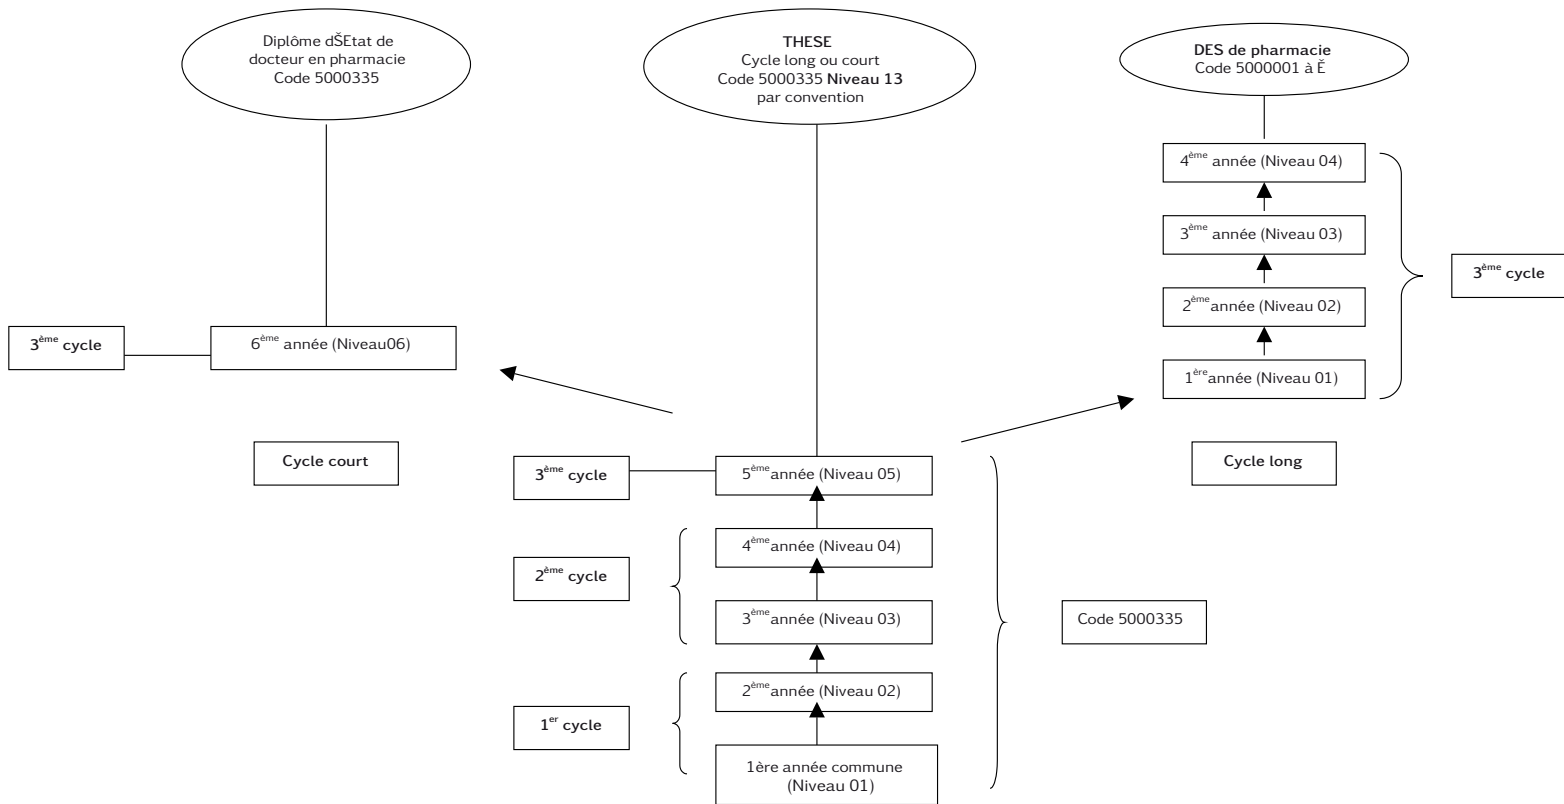 Diplôme dŠEtat de
docteur en pharmacie
Code 5000335
THESE
Cycle long ou court
Code 5000335 Niveau 13
par convention
DES de pharmacie
Code 5000001 à Ě
4ème année (Niveau 04)
3ème année (Niveau 03)
3ème cycle
2ème année (Niveau 02)
1ère année (Niveau 01)
3ème cycle
6ème année (Niveau06)
Cycle court
3ème cycle
5ème année (Niveau 05)
Cycle long
4ème année (Niveau 04)
2ème cycle
3ème année (Niveau 03)
Code 5000335
2ème année (Niveau 02)
1er cycle
1ère année commune
(Niveau 01)